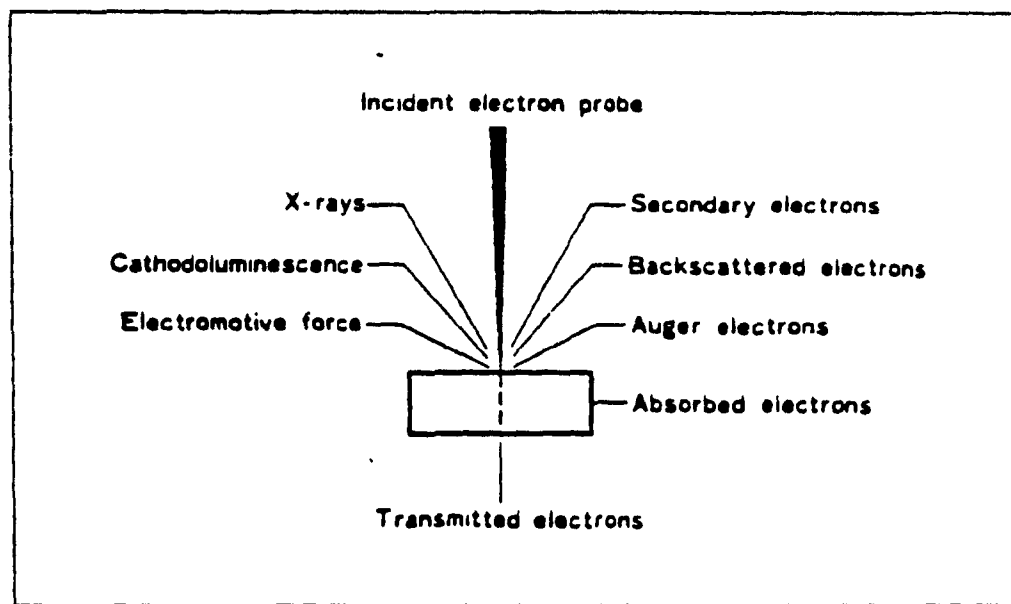 Incident electron probe
X-rays
Secondary electrons
Cathodoluminescence
Backscattered electrons
Electromotive force
Auger electrons
Absorbed electrons
Transmitted electrons